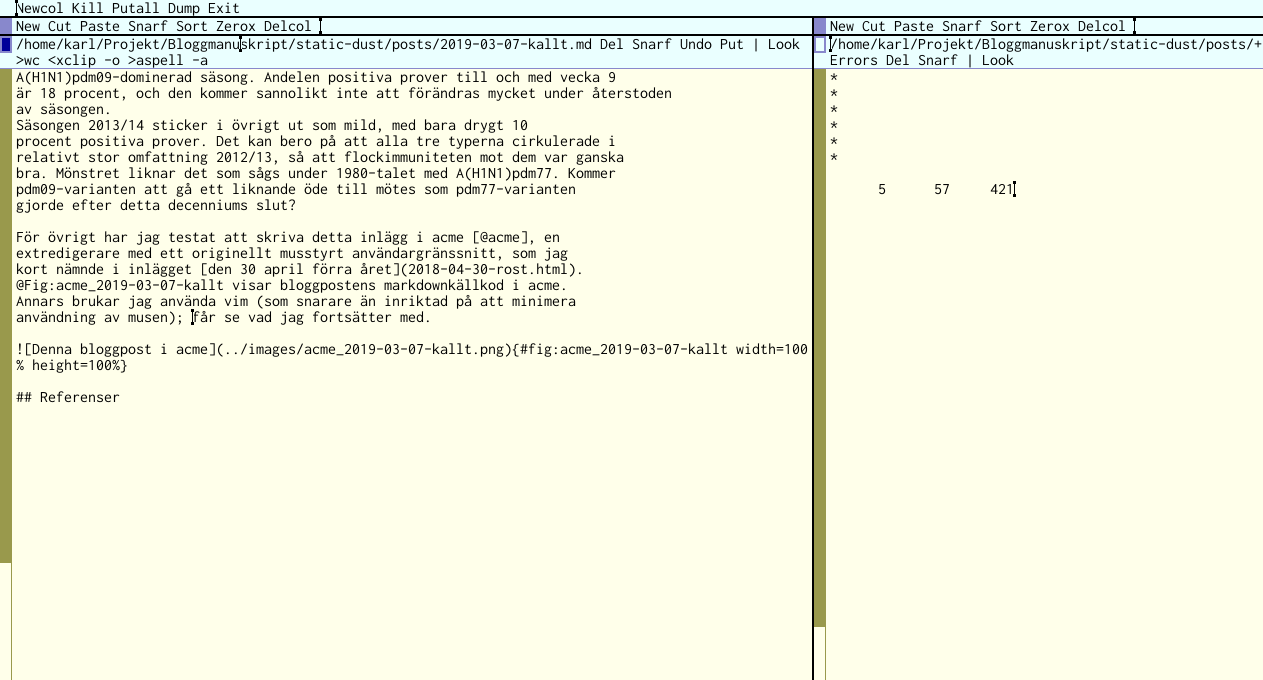 Newcol Kill Putall Dump Exit
New Cut Paste Snarf Sort Zerox Delcol
/home/karl/Projekt/Bloggmanuskript/static-dust/posts/2019-03-07-kallt.md Del Snarf Undo Put | Look
>wc <xclip -o >aspell -a
A(H1N1)pdm09-dominerad säsong. Andelen positiva prover till och med vecka 9
är 18 procent, och den kommer sannolikt inte att förändras mycket under återstoden
av säsongen.
Säsongen 2013/14 sticker i övrigt ut som mild, med bara drygt 10
procent positiva prover. Det kan bero på att alla tre typerna cirkulerade i
relativt stor omfattning 2012/13, så att flockimmuniteten mot dem var ganska
bra. Mönstret liknar det som sågs under 1980-talet med A(H1N1)pdm77. Kommer
pdm09-varianten att gå ett liknande öde till mötes som pdm77-varianten
gjorde efter detta decenniums slut?

För övrigt har jag testat att skriva detta inlägg i acme [@acme], en
extredigerare med ett originellt musstyrt användargränssnitt, som jag
kort nämnde i inlägget [den 30 april förra året](2018-04-30-rost.html).
@Fig:acme_2019-03-07-kallt visar bloggpostens markdownkällkod i acme.
Annars brukar jag använda vim (som snarare än inriktad på att minimera
användning av musen); får se vad jag fortsätter med.

![Denna bloggpost i acme](../images/acme_2019-03-07-kallt.png){#fig:acme_2019-03-07-kallt width=100
% height=100%}

## Referenser
New Cut Paste Snarf Sort Zerox Delcol
/home/karl/Projekt/Bloggmanuskript/static-dust/posts/+
Errors Del Snarf | Look
*
*
*
*
*
*

5 57 421